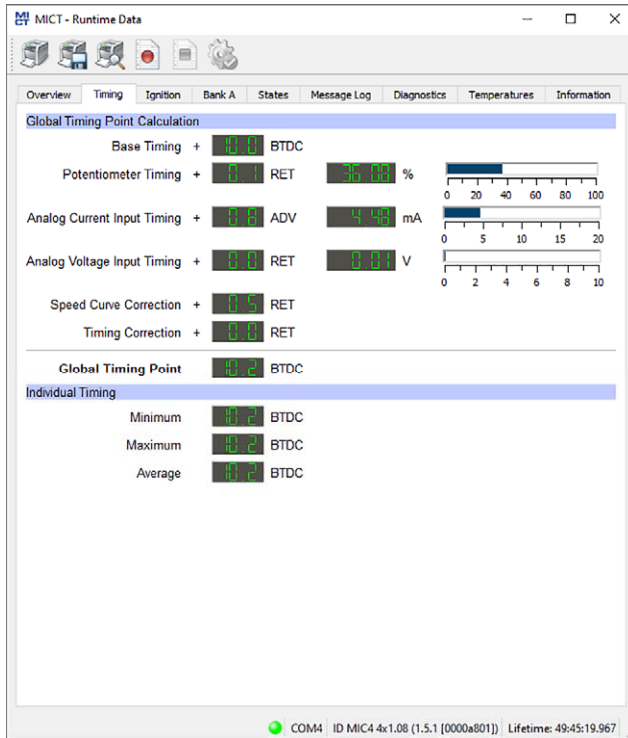 MICT - Runtime Data
Overview Timing Ignition Bank A States Message Log Diagnostics Temperatures Information
Global Timing Point Calculation
Base Timing + 10.0 BTDC
Potentiometer Timing + 0.1 RET 36.08 %
0 20 40 60 80 100
Analog Current Input Timing + 0.8 ADV 4.48 mA
0 5 10 15 20
Analog Voltage Input Timing + 0.0 RET 0.01 V
0 2 4 6 8 10
Speed Curve Correction + 0.5 RET
Timing Correction + 0.0 RET
Global Timing Point 10.2 BTDC
Individual Timing
Minimum 10.2 BTDC
Maximum 10.2 BTDC
Average 10.2 BTDC
COM4 ID MIC4 4x1.08 (1.5.1 [0000a801]) Lifetime: 49:45:19.967